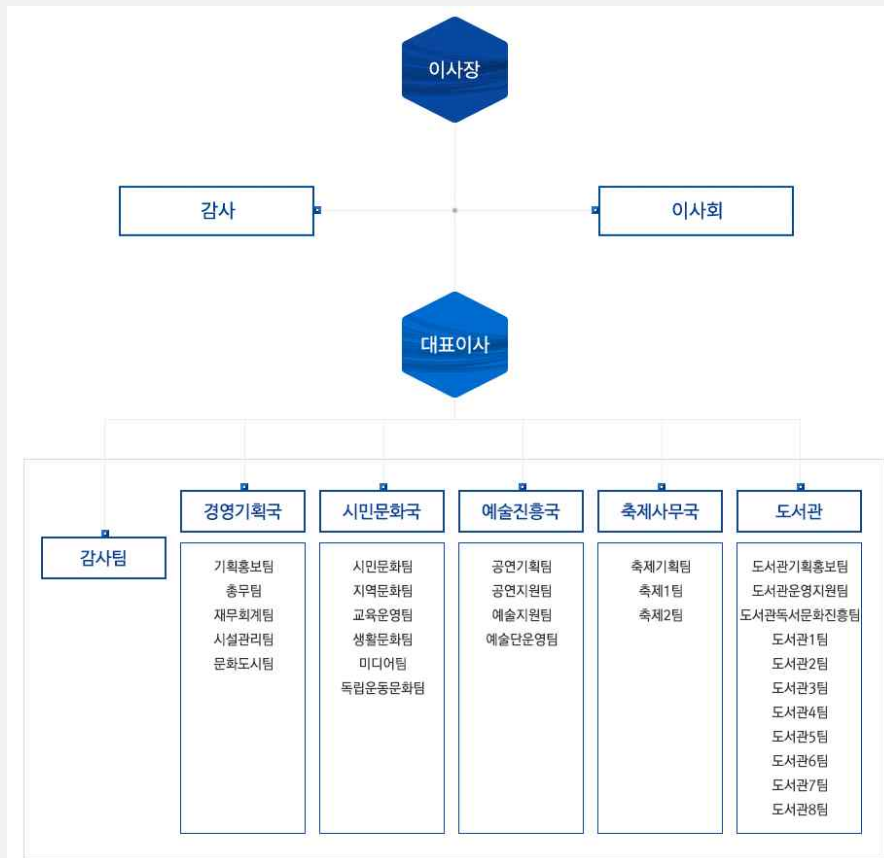 이사장
감사
이사회
대표이사
감사팀
경영기획국
기획홍보팀
총무팀
재무회계팀
시설관리팀
문화도시팀
시민문화국
시민문화팀
지역문화팀
교육운영팀
생활문화팀
미디어팀
독립운동문화팀
예술진흥국
공연기획팀
공연지원팀
예술지원팀
예술단운영팀
축제사무국
축제기획팀
축제1팀
축제2팀
도서관
도서관기획홍보팀
도서관운영지원팀
도서관독서문화진흥팀
도서관1팀
도서관2팀
도서관3팀
도서관4팀
도서관5팀
도서관6팀
도서관7팀
도서관8팀